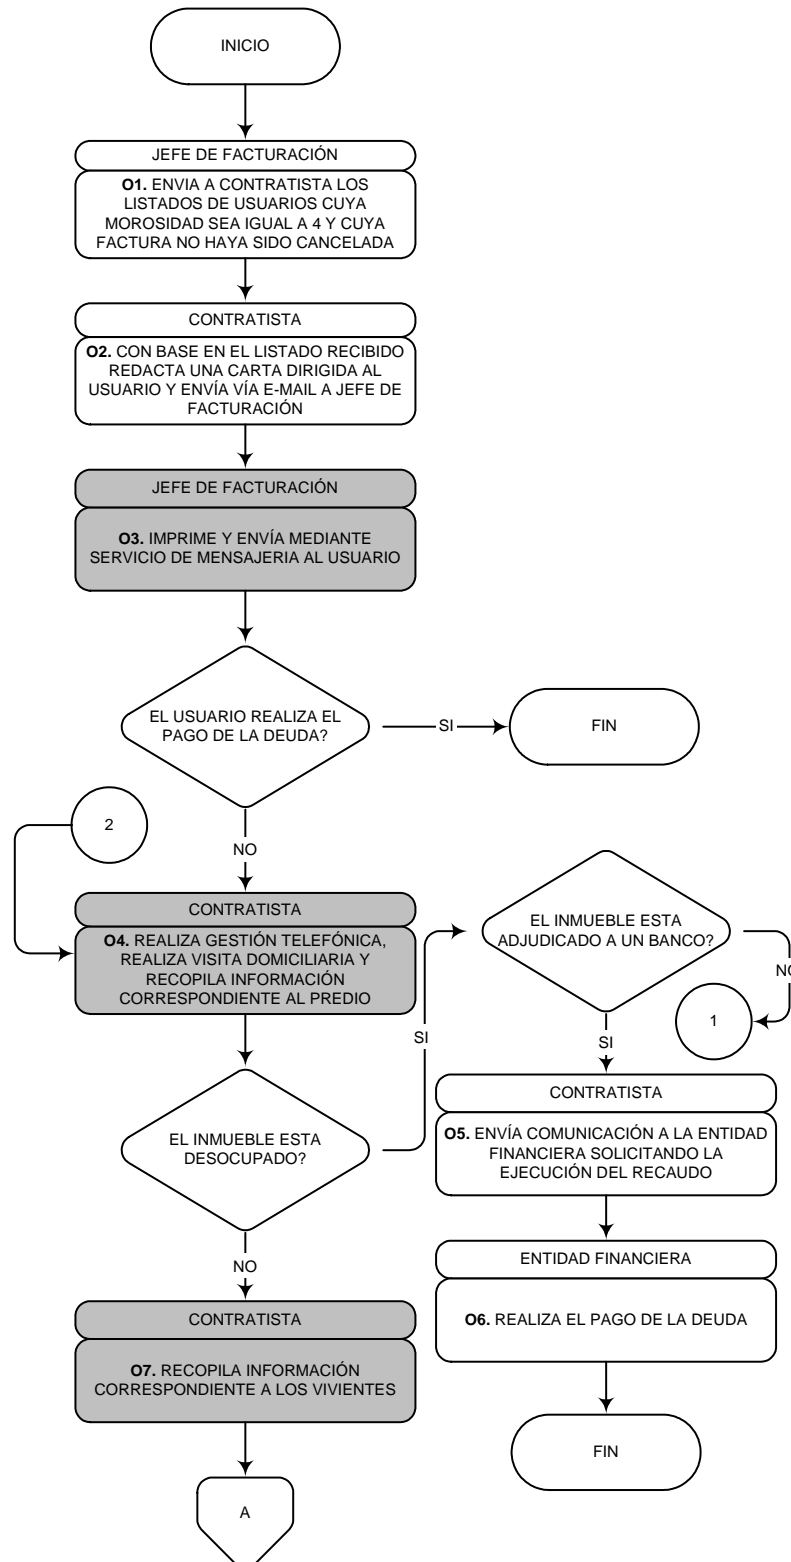 INICIO
JEFE DE FACTURACIÓN
O1. ENVIA A CONTRATISTA LOS
LISTADOS DE USUARIOS CUYA
MOROSIDAD SEA IGUAL A 4 Y CUYA
FACTURA NO HAYA SIDO CANCELADA
CONTRATISTA
O2. CON BASE EN EL LISTADO RECIBIDO
REDACTA UNA CARTA DIRIGIDA AL
USUARIO Y ENVÍA VÍA E-MAIL A JEFE DE
FACTURACIÓN
JEFE DE FACTURACIÓN
O3. IMPRIME Y ENVÍA MEDIANTE
SERVICIO DE MENSAJERIA AL USUARIO
EL USUARIO REALIZA EL
PAGO DE LA DEUDA?
SI
FIN
2
NO
CONTRATISTA
O4. REALIZA GESTIÓN TELEFÓNICA,
REALIZA VISITA DOMICILIARIA Y
RECOPILA INFORMACIÓN
CORRESPONDIENTE AL PREDIO
EL INMUEBLE ESTA
ADJUDICADO A UN BANCO?
NO
1
SI
SI
EL INMUEBLE ESTA
DESOCUPADO?
CONTRATISTA
O5. ENVÍA COMUNICACIÓN A LA ENTIDAD
FINANCIERA SOLICITANDO LA
EJECUCIÓN DEL RECAUDO
NO
ENTIDAD FINANCIERA
O6. REALIZA EL PAGO DE LA DEUDA
CONTRATISTA
O7. RECOPILA INFORMACIÓN
CORRESPONDIENTE A LOS VIVIENTES
FIN
A